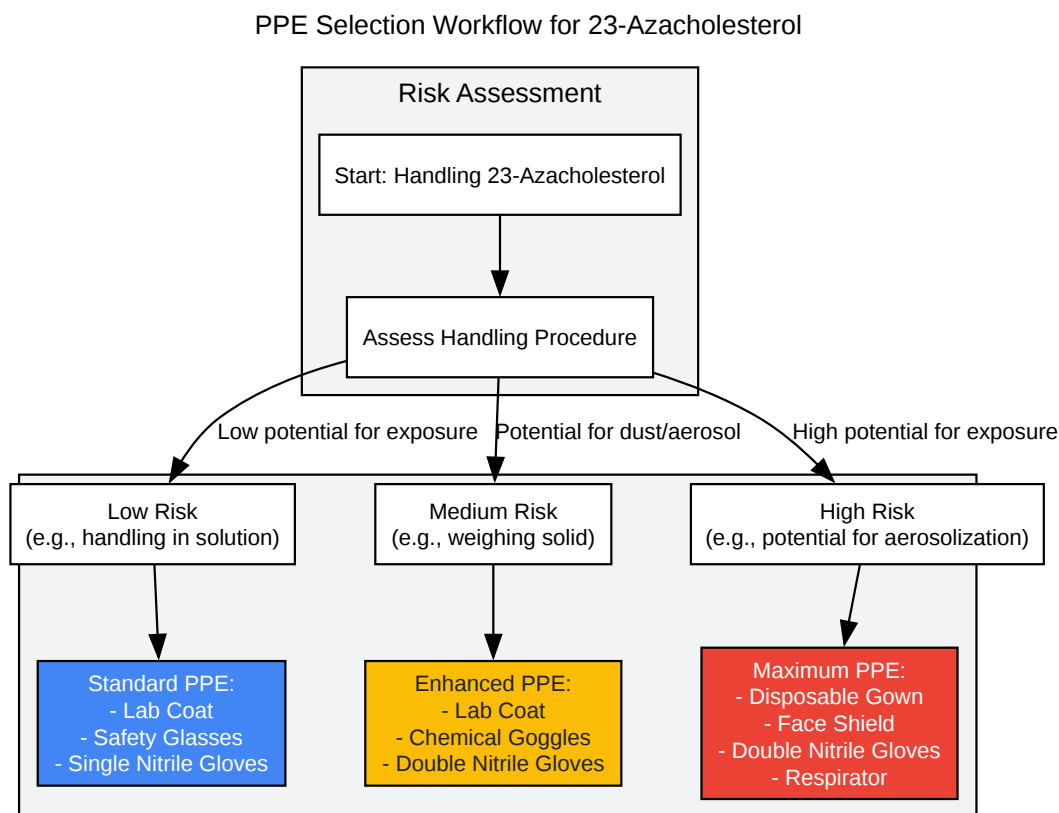 PPE Selection Workflow for 23-Azacholesterol
Risk Assessment
Start: Handling 23-Azacholesterol
Assess Handling Procedure
Low potential for exposure
Potential for dust/aerosol
High potential for exposure
Low Risk
(e.g., handling in solution)
Medium Risk
(e.g., weighing solid)
High Risk
(e.g., potential for aerosolization)
Standard PPE:
- Lab Coat
- Safety Glasses
- Single Nitrile Gloves
Enhanced PPE:
- Lab Coat
- Chemical Goggles
- Double Nitrile Gloves
Maximum PPE:
- Disposable Gown
- Face Shield
- Double Nitrile Gloves
- Respirator